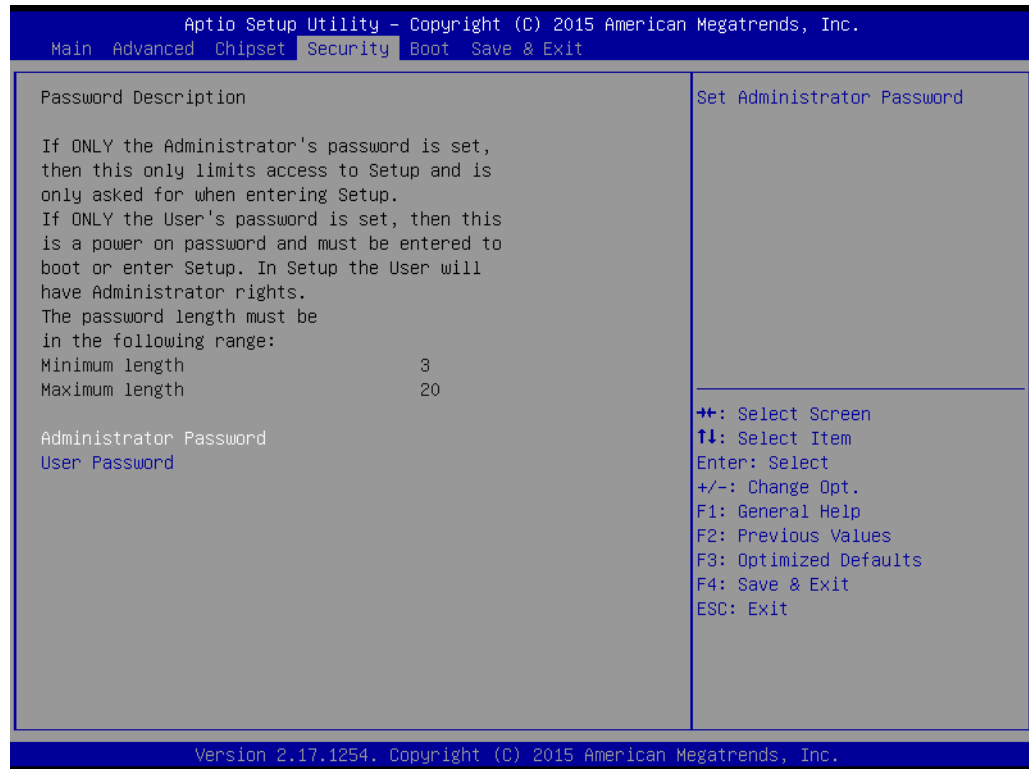 Aptio Setup Utility – Copyright (C) 2015 American Megatrends, Inc.
Main Advanced Chipset Security Boot Save & Exit
Password Description
If ONLY the Administrator's password is set,
then this only limits access to Setup and is
only asked for when entering Setup.
If ONLY the User's password is set, then this
is a power on password and must be entered to
boot or enter Setup. In Setup the User will
have Administrator rights.
The password length must be
in the following range:
Minimum length 3
Maximum length 20
Administrator Password
User Password
Set Administrator Password
→←: Select Screen
↑↓: Select Item
Enter: Select
+/-: Change Opt.
F1: General Help
F2: Previous Values
F3: Optimized Defaults
F4: Save & Exit
ESC: Exit
Version 2.17.1254. Copyright (C) 2015 American Megatrends, Inc.